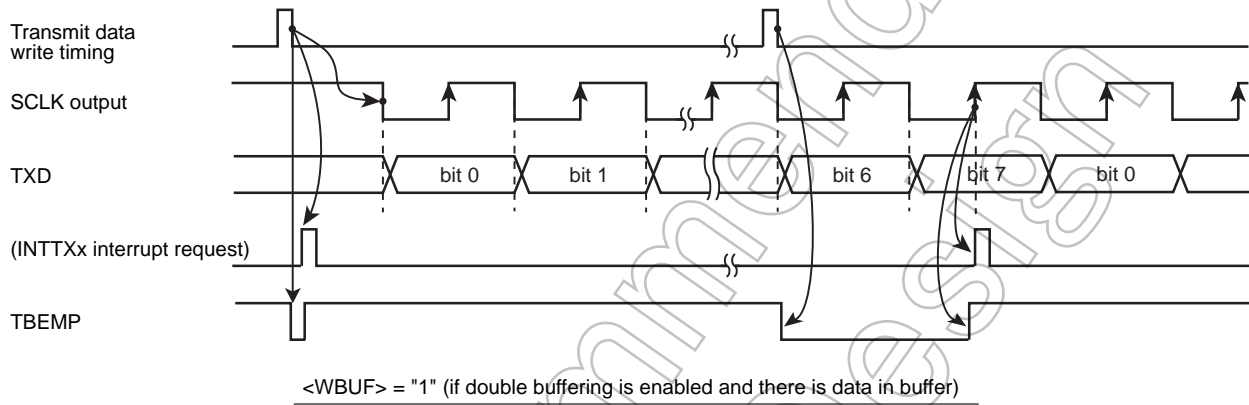 Transmit data
write timing
SCLK output
TXD
bit 0
bit 1
bit 6
bit 7
bit 0
(INTTXx interrupt request)
TBEMP
<WBUF> = "1" (if double buffering is enabled and there is data in buffer)